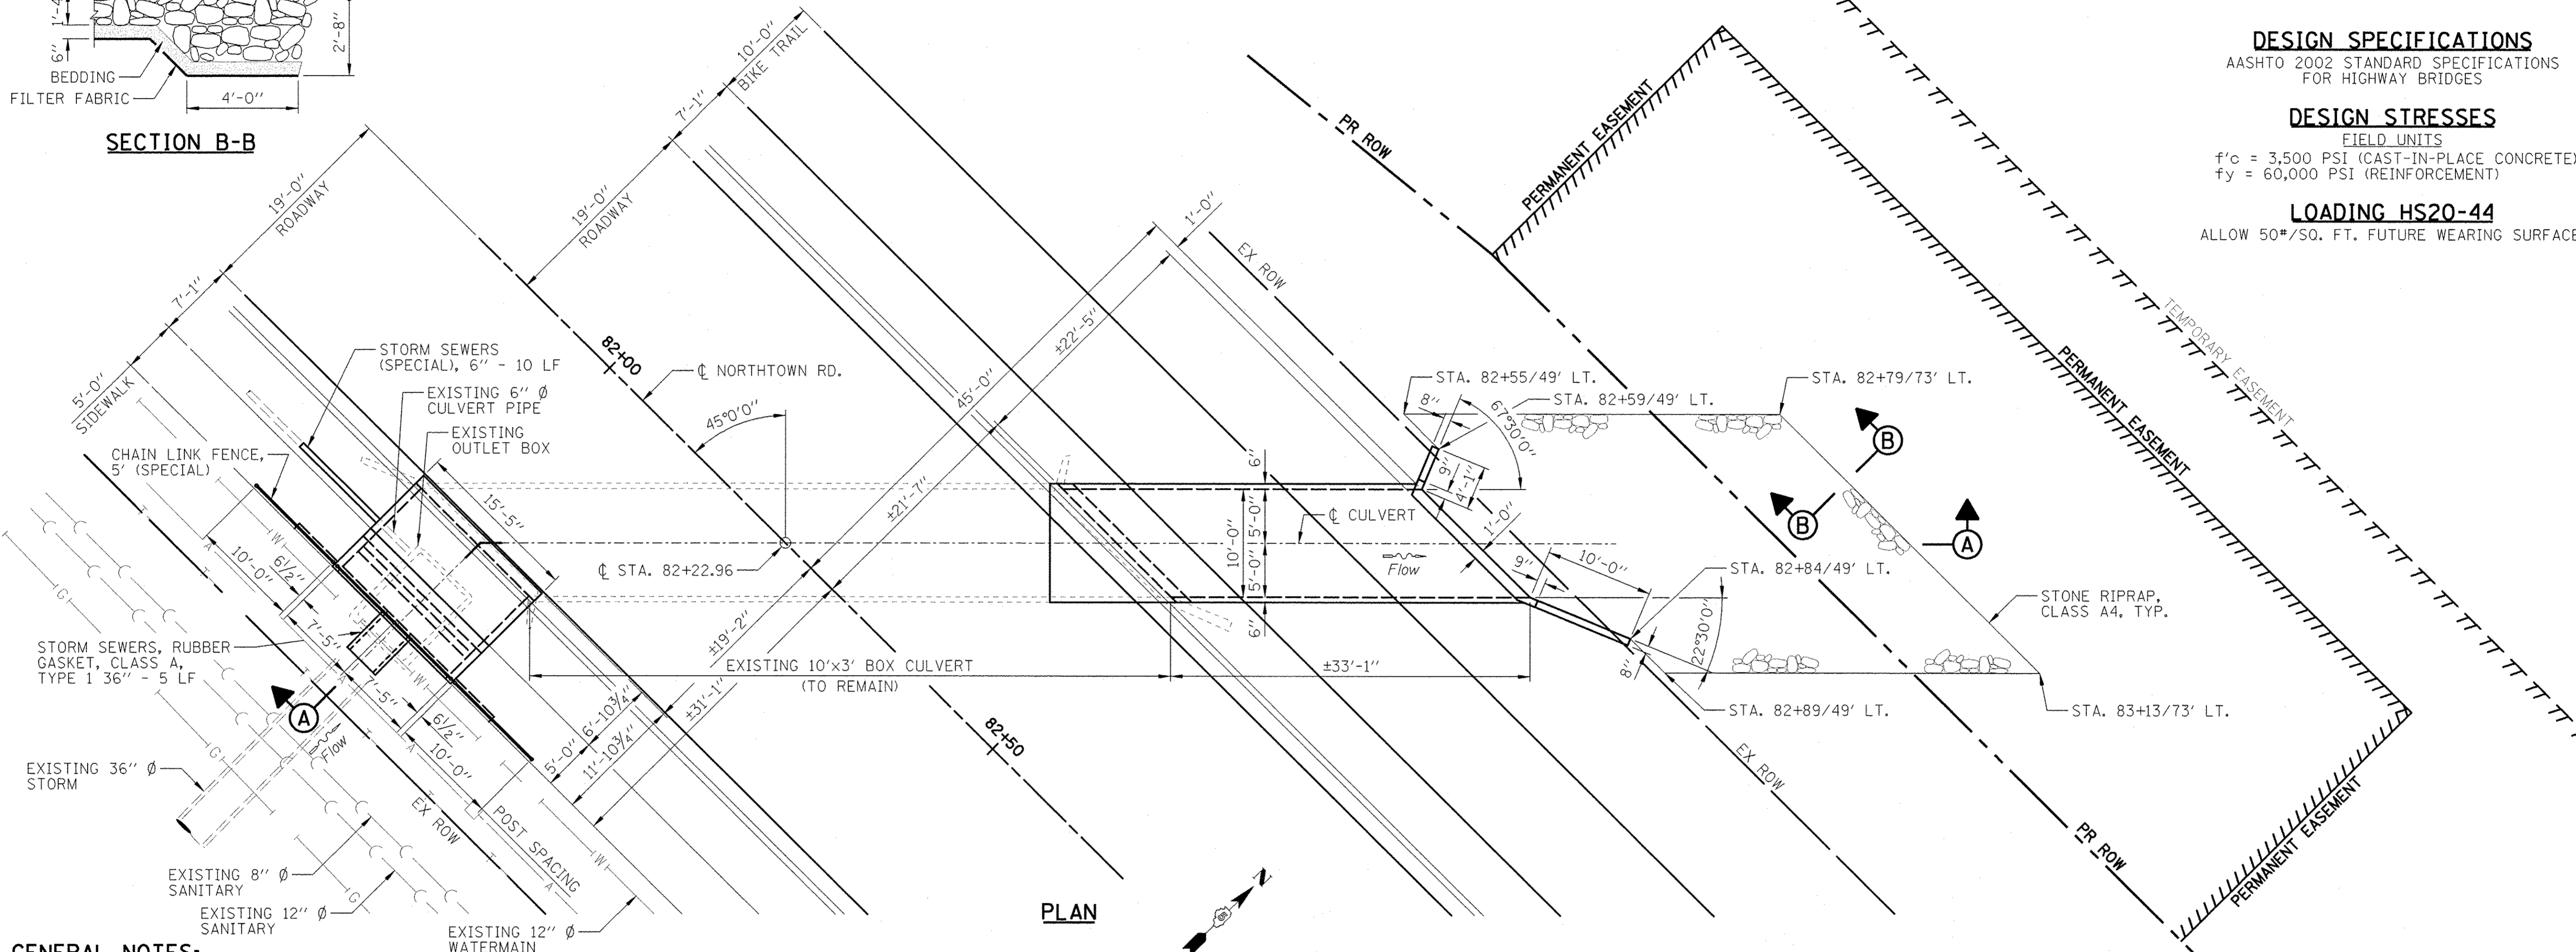 1'-4"
6"
2'-8"
BEDDING
FILTER FABRIC
4'-0"
SECTION B-B
DESIGN SPECIFICATIONS
AASHTO 2002 STANDARD SPECIFICATIONS
FOR HIGHWAY BRIDGES
DESIGN STRESSES
FIELD UNITS
f'c = 3,500 PSI (CAST-IN-PLACE CONCRETE)
fy = 60,000 PSI (REINFORCEMENT)
LOADING HS20-44
ALLOW 50#/SQ. FT. FUTURE WEARING SURFACE
10'-0"
BIKE TRAIL
7'-1"
19'-0"
ROADWAY
19'-0"
ROADWAY
7'-1"
5'-0"
SIDEWALK
PR ROW
PERMANENT EASEMENT
1'-0"
EX ROW
±22'-5"
45'-0"
±21'-7"
TEMPORARY EASEMENT
PERMANENT EASEMENT
STORM SEWERS
(SPECIAL), 6" - 10 LF
EXISTING 6" Ø
CULVERT PIPE
EXISTING
OUTLET BOX
CHAIN LINK FENCE,
5' (SPECIAL)
82+00
℄ NORTHTOWN RD.
45°0'0"
15'-5"
℄ STA. 82+22.96
STA. 82+55/49' LT.
STA. 82+59/49' LT.
STA. 82+79/73' LT.
8"
67°30'0"
9"
4'-1"
6"
10'-0"
5'-0"
5'-0"
6"
℄ CULVERT
Flow
1'-0"
9"
10'-0"
B
B
A
STA. 82+84/49' LT.
STONE RIPRAP,
CLASS A4, TYP.
22°30'0"
8"
STA. 82+89/49' LT.
STA. 83+13/73' LT.
W
A
10'-0"
6½"
G
STORM SEWERS, RUBBER
GASKET, CLASS A,
TYPE 1 36" - 5 LF
7'-5"
A
W
7'-5"
6½"
A
10'-0"
A
Flow
G
±19'-2"
EXISTING 10'x3' BOX CULVERT
(TO REMAIN)
±33'-1"
6'-10¾"
5'-0"
±31'-1"
11'-10¾"
82+50
EXISTING 36" Ø
STORM
EX ROW
POST SPACING
A
W
G
EXISTING 8" Ø
SANITARY
EXISTING 12" Ø
SANITARY
EXISTING 12" Ø
WATERMAIN
EX ROW
PR ROW
PERMANENT EASEMENT
PLAN
N
GENERAL NOTES: